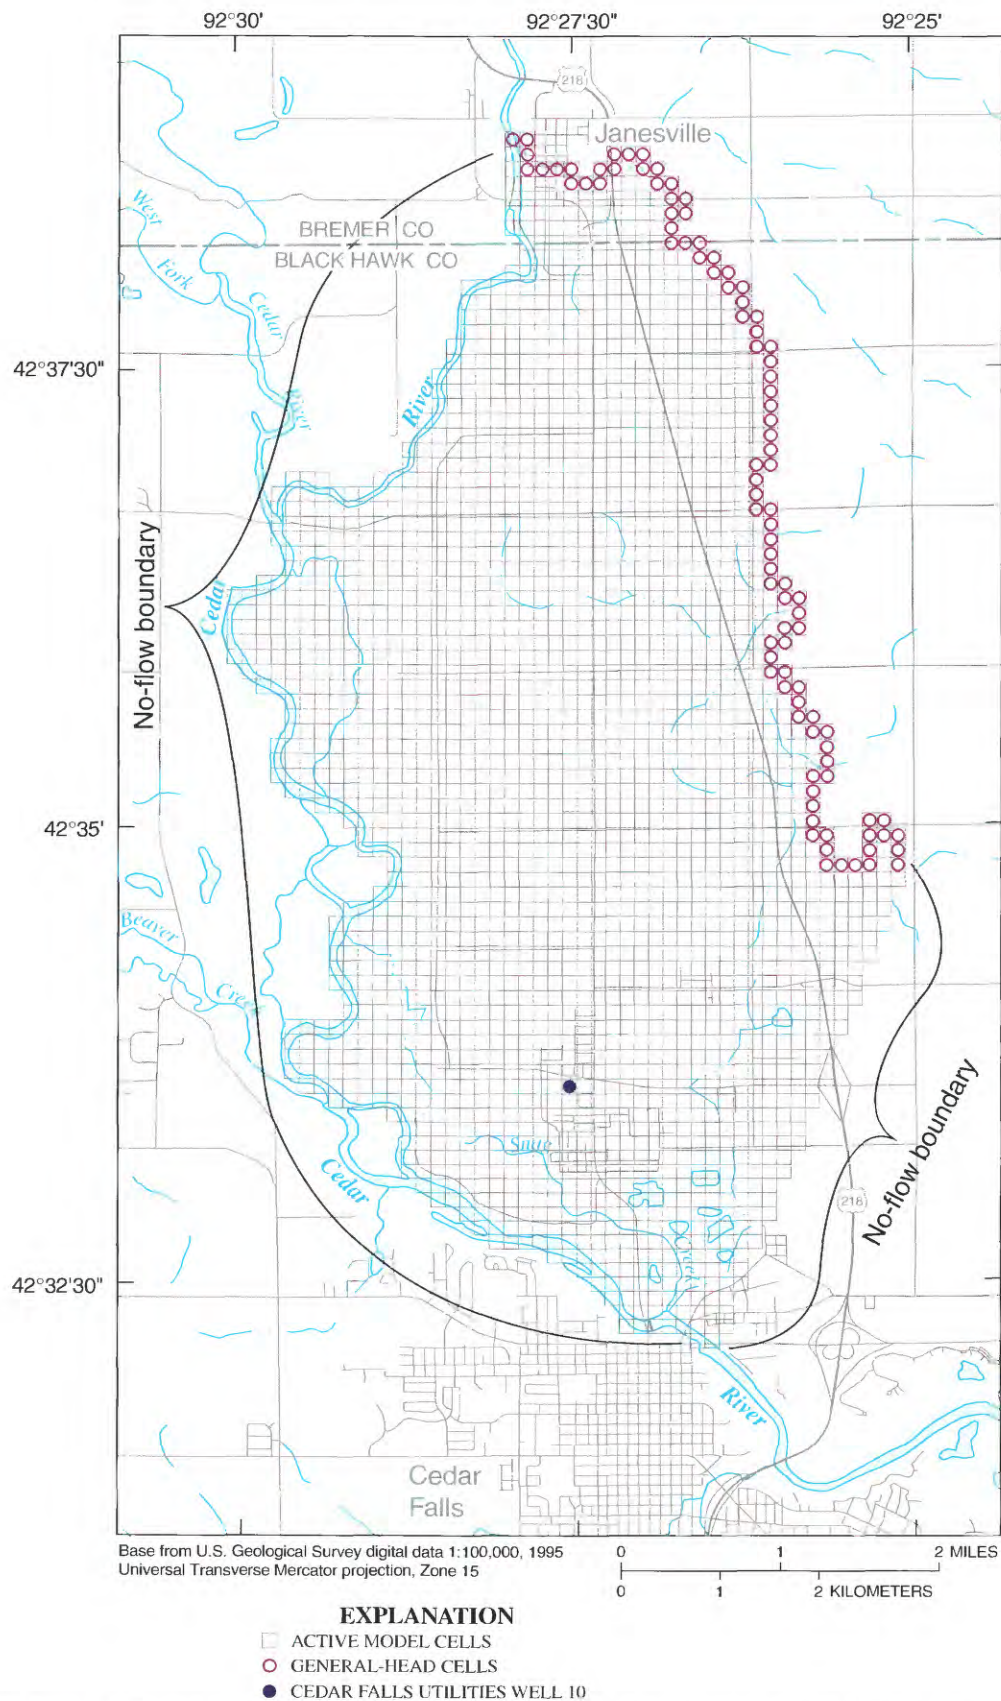 92°30'
92°27'30"
92°25'
218
Janesville
West
Fork
Cedar
River
BREMER CO
BLACK HAWK CO
42°37'30"
River
No-flow boundary
Cedar
42°35'
Beaver
Creek
Snag
Creek
Cedar
No-flow boundary
218
42°32'30"
River
Cedar
Falls
Base from U.S. Geological Survey digital data 1:100,000, 1995
Universal Transverse Mercator projection, Zone 15
0 1 2 MILES
0 1 2 KILOMETERS
EXPLANATION
ACTIVE MODEL CELLS
GENERAL-HEAD CELLS
CEDAR FALLS UTILITIES WELL 10